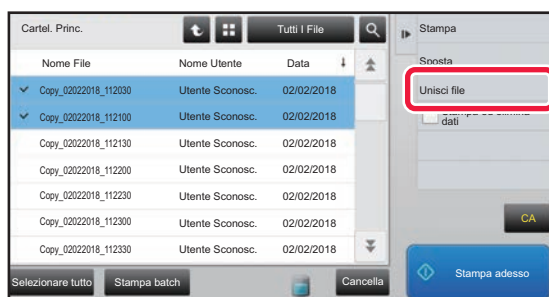 Cartel. Princ.
Tutti I File
Nome File Nome Utente Data
Copy_02022018_112030 Utente Sconosc. 02/02/2018
Copy_02022018_112100 Utente Sconosc. 02/02/2018
Copy_02022018_112130 Utente Sconosc. 02/02/2018
Copy_02022018_112200 Utente Sconosc. 02/02/2018
Copy_02022018_112230 Utente Sconosc. 02/02/2018
Copy_02022018_112300 Utente Sconosc. 02/02/2018
Copy_02022018_112330 Utente Sconosc. 02/02/2018
Selezionare tutto Stampa batch Cancella
Stampa
Sposta
Unisci file
dati
CA
Stampa adesso